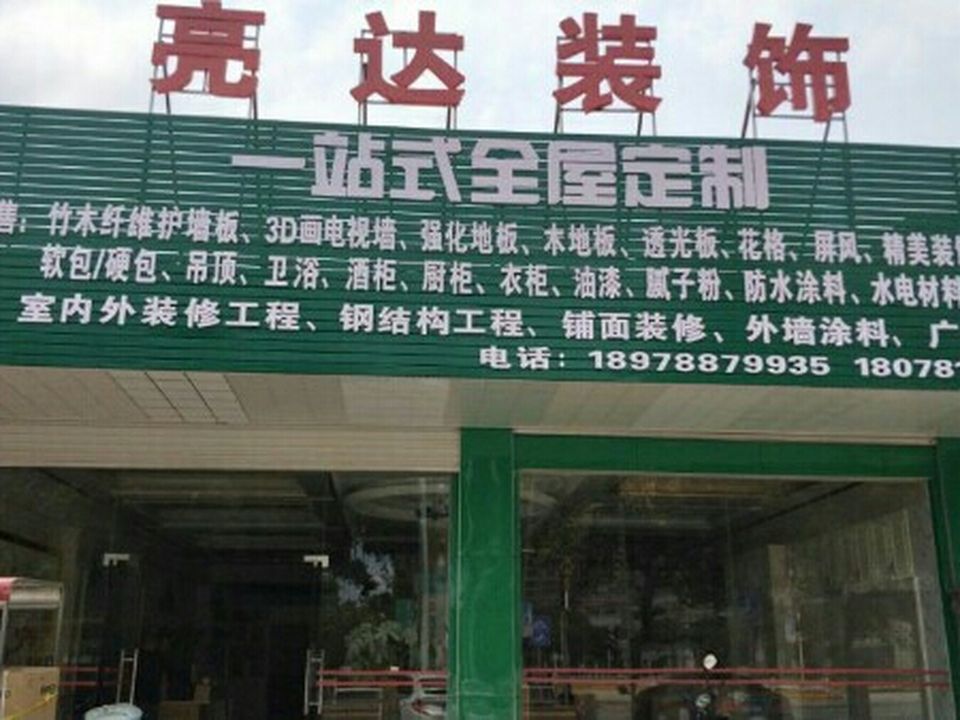 亮达装饰
一站式全屋定制
善：竹木纤维护墙板、3D画电视墙、强化地板、木地板、透光板、花格、屏风、精美装饰
软包/硬包、吊顶、卫浴、酒柜、厨柜、衣柜、油漆、腻子粉、防水涂料、水电材料
室内外装修工程、钢结构工程、铺面装修、外墙涂料、广
电话：18978879935 180781